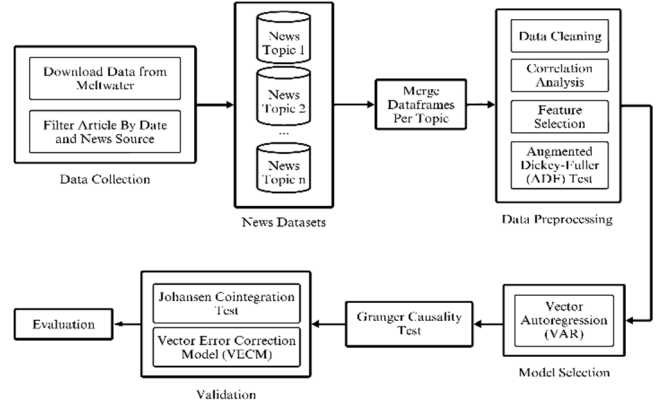 Download Data from
Meltwater
Filter Article By Date
and News Source
Data Collection
News
Topic 1
News
Topic 2
...
News
Topic n
News Datasets
Merge
Dataframes
Per Topic
Data Cleaning
Correlation
Analysis
Feature
Selection
Augmented
Dickey-Fuller
(ADF) Test
Data Preprocessing
Vector
Autoregression
(VAR)
Model Selection
Granger Causality
Test
Johansen Cointegration
Test
Vector Error Correction
Model (VECM)
Validation
Evaluation